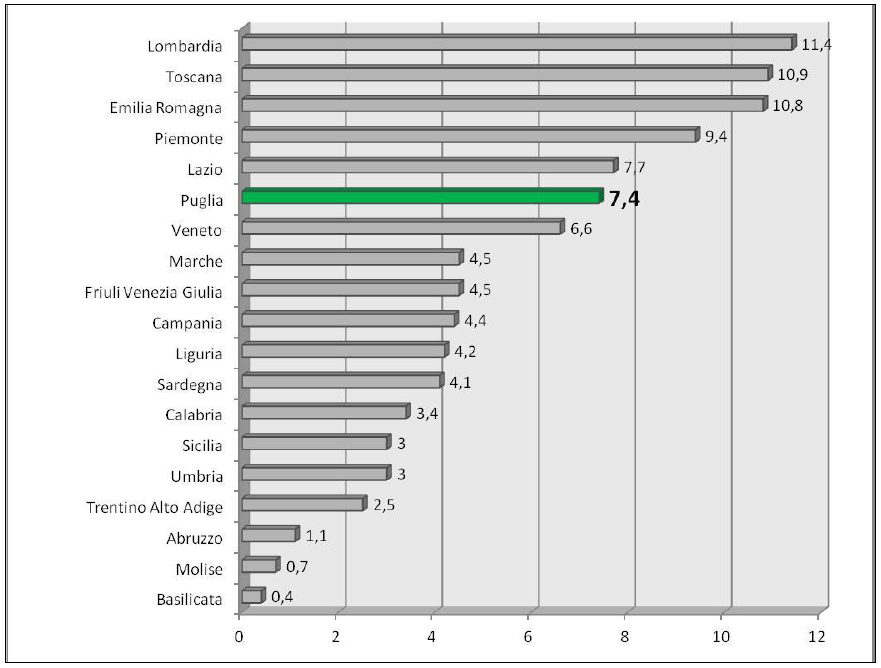 Lombardia 11,4
Toscana 10,9
Emilia Romagna 10,8
Piemonte 9,4
Lazio 7,7
Puglia 7,4
Veneto 6,6
Marche 4,5
Friuli Venezia Giulia 4,5
Campania 4,4
Liguria 4,2
Sardegna 4,1
Calabria 3,4
Sicilia 3
Umbria 3
Trentino Alto Adige 2,5
Abruzzo 1,1
Molise 0,7
Basilicata 0,4
0 2 4 6 8 10 12